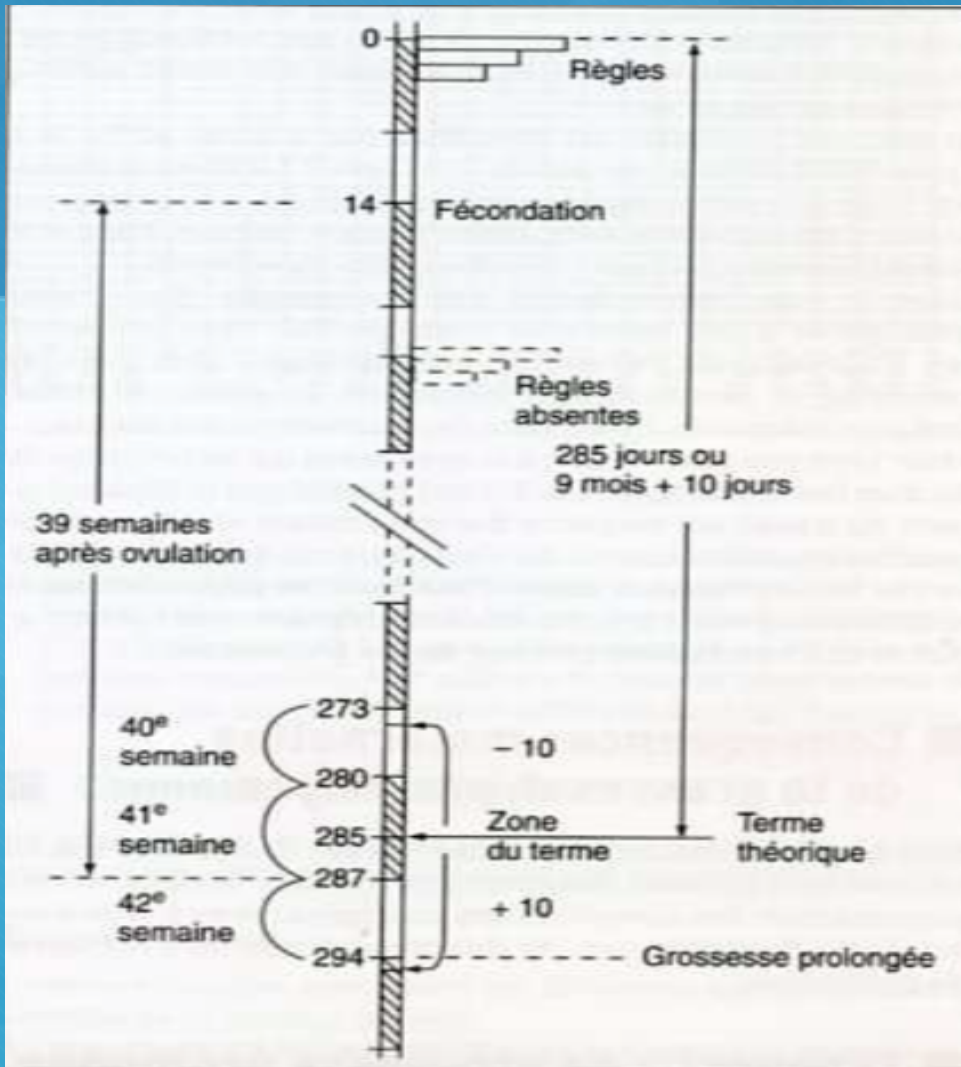 0
Règles
14
Fécondation
Règles
absentes
285 jours ou
9 mois + 10 jours
39 semaines
après ovulation
273
40e
semaine
– 10
280
41e
semaine
285
Zone
du terme
Terme
théorique
287
42e
semaine
+ 10
294
Grossesse prolongée